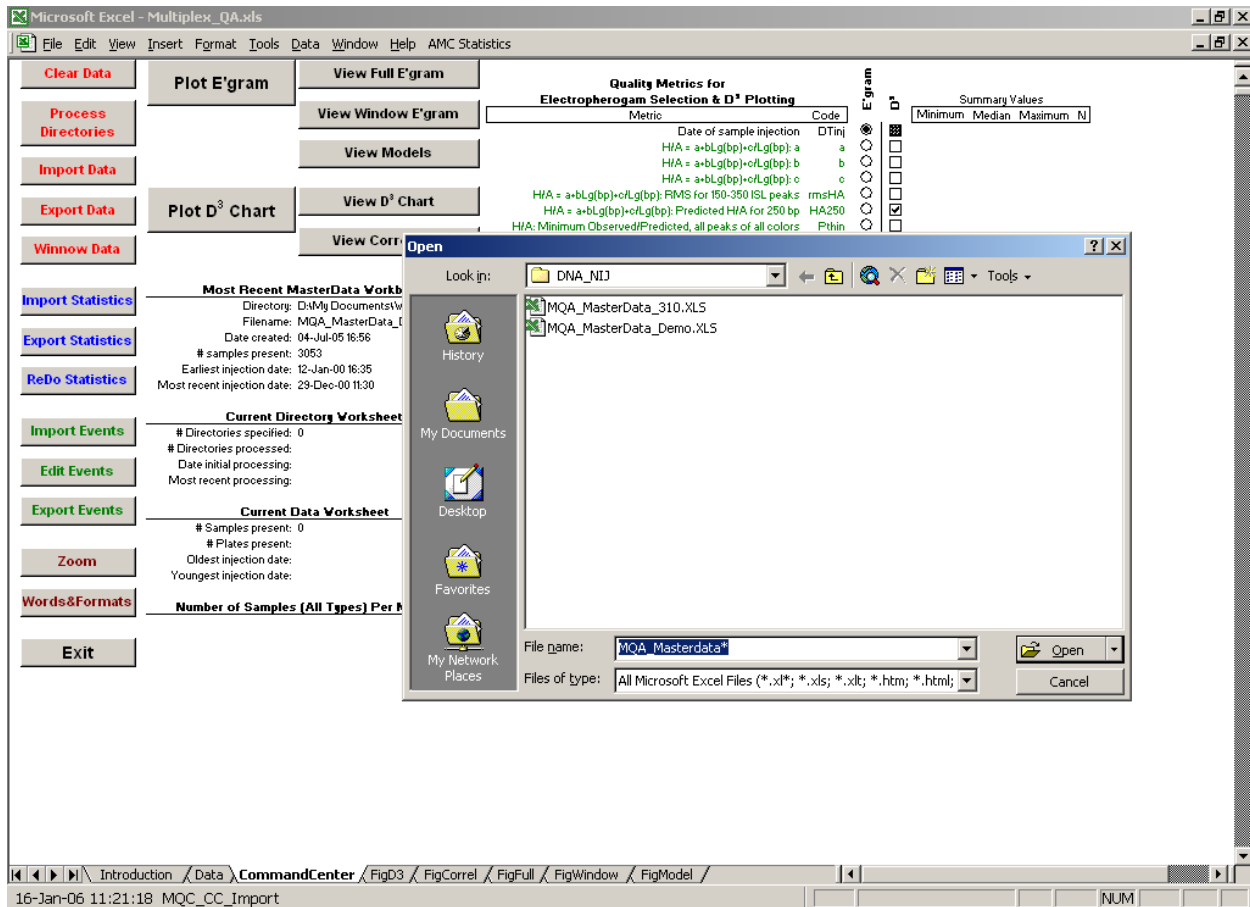 Microsoft Excel - Multiplex_QA.xls
File Edit View Insert Format Tools Data Window Help AMC Statistics
Clear Data
Process
Directories
Import Data
Export Data
Winnow Data
Import Statistics
Export Statistics
ReDo Statistics
Import Events
Edit Events
Export Events
Zoom
Words&Formats
Exit
Plot E'gram
Plot D³ Chart
View Full E'gram
View Window E'gram
View Models
View D³ Chart
View Corre
Quality Metrics for
Electropherogam Selection & D³ Plotting
Metric Code E'gram D³
Summary Values
Minimum Median Maximum N
Date of sample injection DTinj
H/A = a+bLg(bp)+c/Lg(bp): a a
H/A = a+bLg(bp)+c/Lg(bp): b b
H/A = a+bLg(bp)+c/Lg(bp): c c
H/A = a+bLg(bp)+c/Lg(bp): RMS for 150-350 ISL peaks rmsHA
H/A = a+bLg(bp)+c/Lg(bp): Predicted H/A for 250 bp HA250
H/A: Minimum Observed/Predicted, all peaks of all colors Pthin
Most Recent MasterData Workb
Directory: D:\My Documents\W
Filename: MQA_MasterData_D
Date created: 04-Jul-05 16:56
# samples present: 3053
Earliest injection date: 12-Jan-00 16:35
Most recent injection date: 29-Dec-00 11:30
Current Directory Worksheet
# Directories specified: 0
# Directories processed:
Date initial processing:
Most recent processing:
Current Data Worksheet
# Samples present: 0
# Plates present:
Oldest injection date:
Youngest injection date:
Number of Samples (All Types) Per M
Open
Look in: DNA_NIJ Tools
History
My Documents
Desktop
Favorites
My Network
Places
MQA_MasterData_310.XLS
MQA_MasterData_Demo.XLS
File name: MQA_Masterdata* Open
Files of type: All Microsoft Excel Files (*.xl*; *.xls; *.xlt; *.htm; *.html; Cancel
Introduction Data CommandCenter FigD3 FigCorrel FigFull FigWindow FigModel
16-Jan-06 11:21:18 MQC_CC_Import NUM